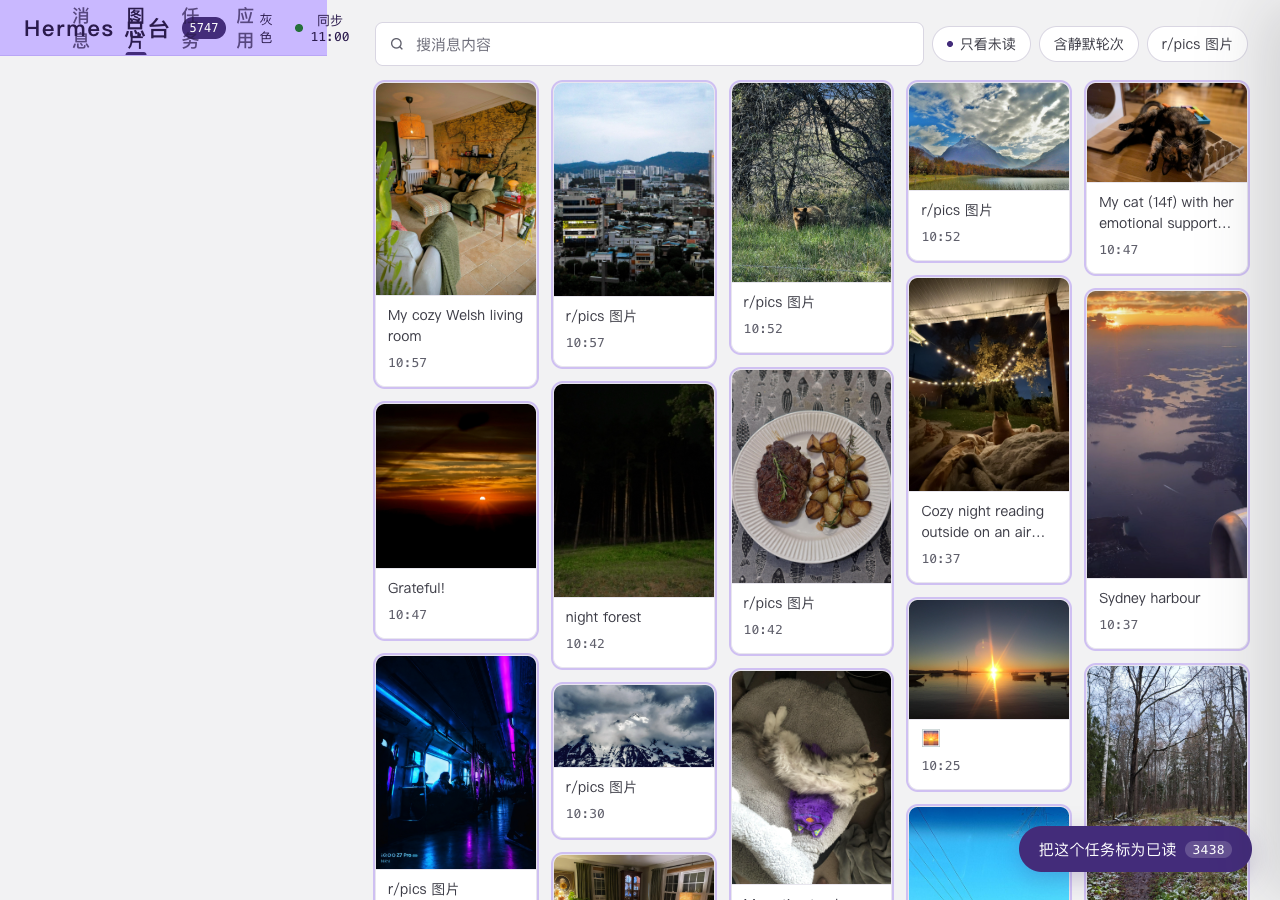 Hermes 总台 5747
消息 图片 任务 应用
灰色
同步 11:00
搜消息内容
只看未读
含静默轮次
r/pics 图片
My cozy Welsh living room
10:57
r/pics 图片
10:57
r/pics 图片
10:52
r/pics 图片
10:52
My cat (14f) with her emotional support…
10:47
Grateful!
10:47
night forest
10:42
r/pics 图片
10:42
Cozy night reading outside on an air…
10:37
Sydney harbour
10:37
r/pics 图片
r/pics 图片
10:30
10:25
把这个任务标为已读 3438